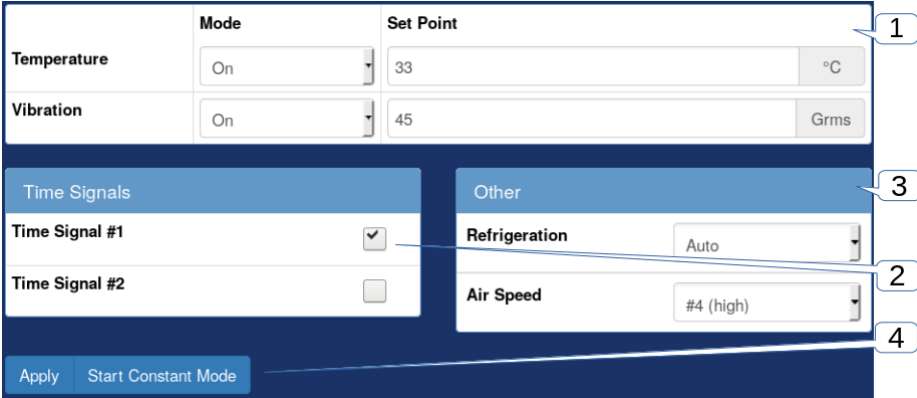 Mode Set Point 1
Temperature On 33 °C
Vibration On 45 Grms
Time Signals Other 3
Time Signal #1 Refrigeration Auto
2
Time Signal #2 Air Speed #4 (high)
4
Apply Start Constant Mode